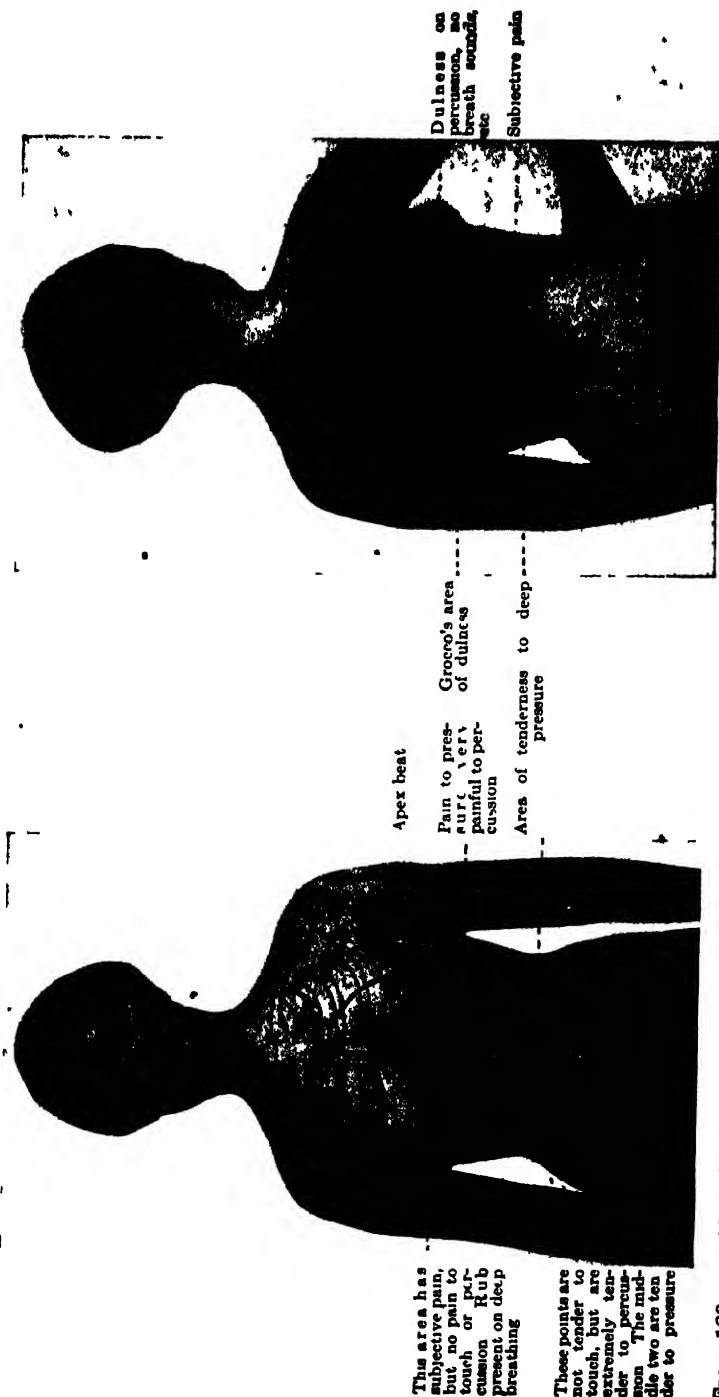 This area has
subjective pain,
but no pain to
touch or per-
cussion Rub
present on deep
breathing
These points are
not tender to
touch, but are
extremely ten-
der to percus-
sion The mid-
dle two are ten
der to pressure
Apex beat
Pain to pres-
sure very
painful to per-
cussion
Grocco's area
of dulness
Area of tenderness to deep
pressure
Dulness on
percussion, no
breath sounds,
etc
Subjective pain